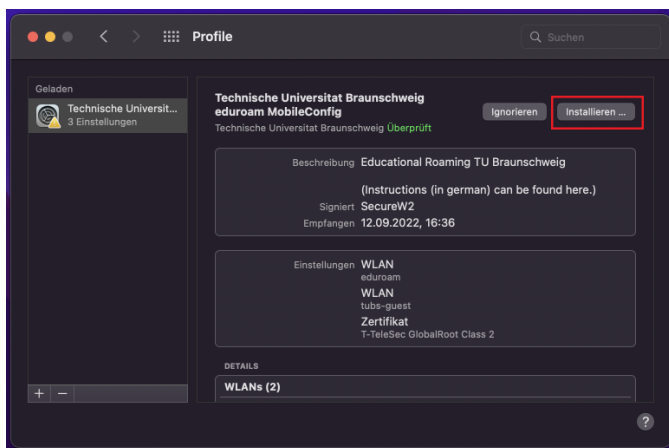 Profile
Suchen
Geladen
Technische Universit...
3 Einstellungen
Technische Universitat Braunschweig
eduroam MobileConfig
Technische Universitat Braunschweig Überprüft
Ignorieren
Installieren ...
Beschreibung Educational Roaming TU Braunschweig
(Instructions (in german) can be found here.)
Signiert SecureW2
Empfangen 12.09.2022, 16:36
Einstellungen WLAN
eduroam
WLAN
tubs-guest
Zertifikat
T-TeleSec GlobalRoot Class 2
DETAILS
WLANs (2)
+ −
?